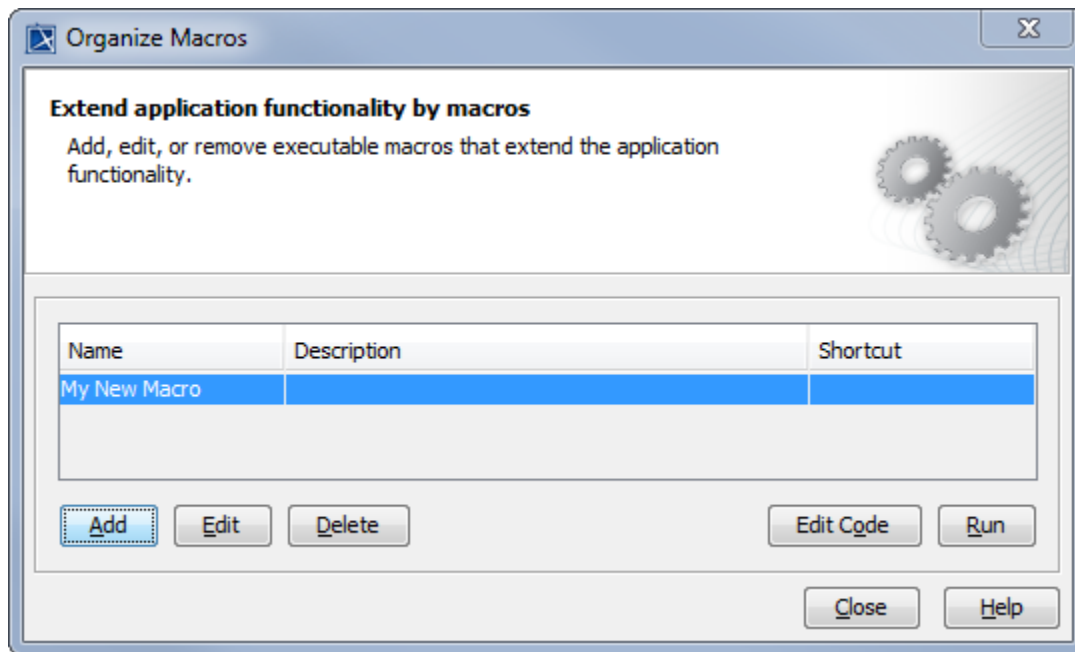 Organize Macros
Extend application functionality by macros
Add, edit, or remove executable macros that extend the application
functionality.
Name Description Shortcut
My New Macro
Add Edit Delete Edit Code Run
Close Help